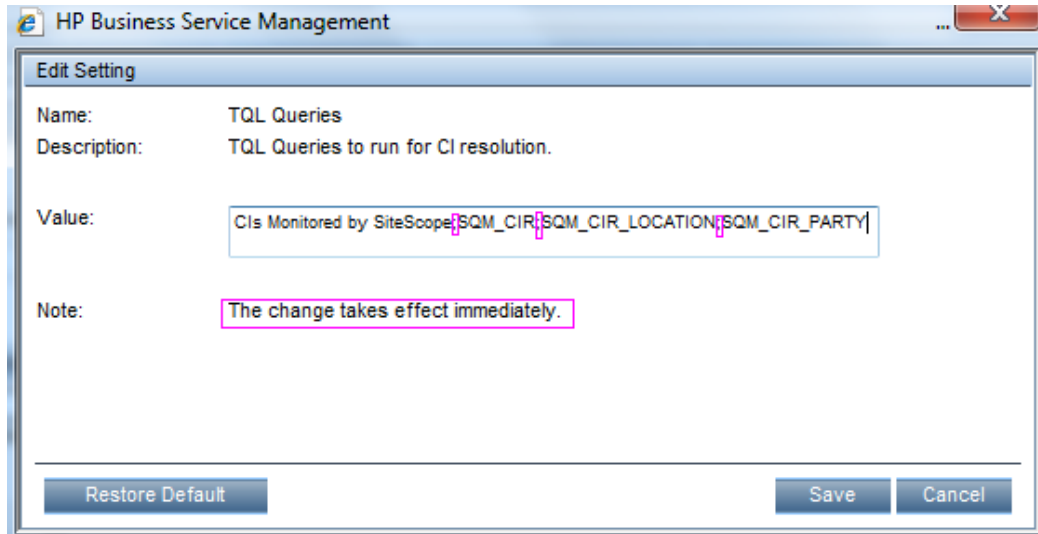 HP Business Service Management ...
Edit Setting
Name: TQL Queries
Description: TQL Queries to run for CI resolution.
Value: CIs Monitored by SiteScope;SQM_CIR;SQM_CIR_LOCATION;SQM_CIR_PARTY
Note: The change takes effect immediately.
Restore Default Save Cancel